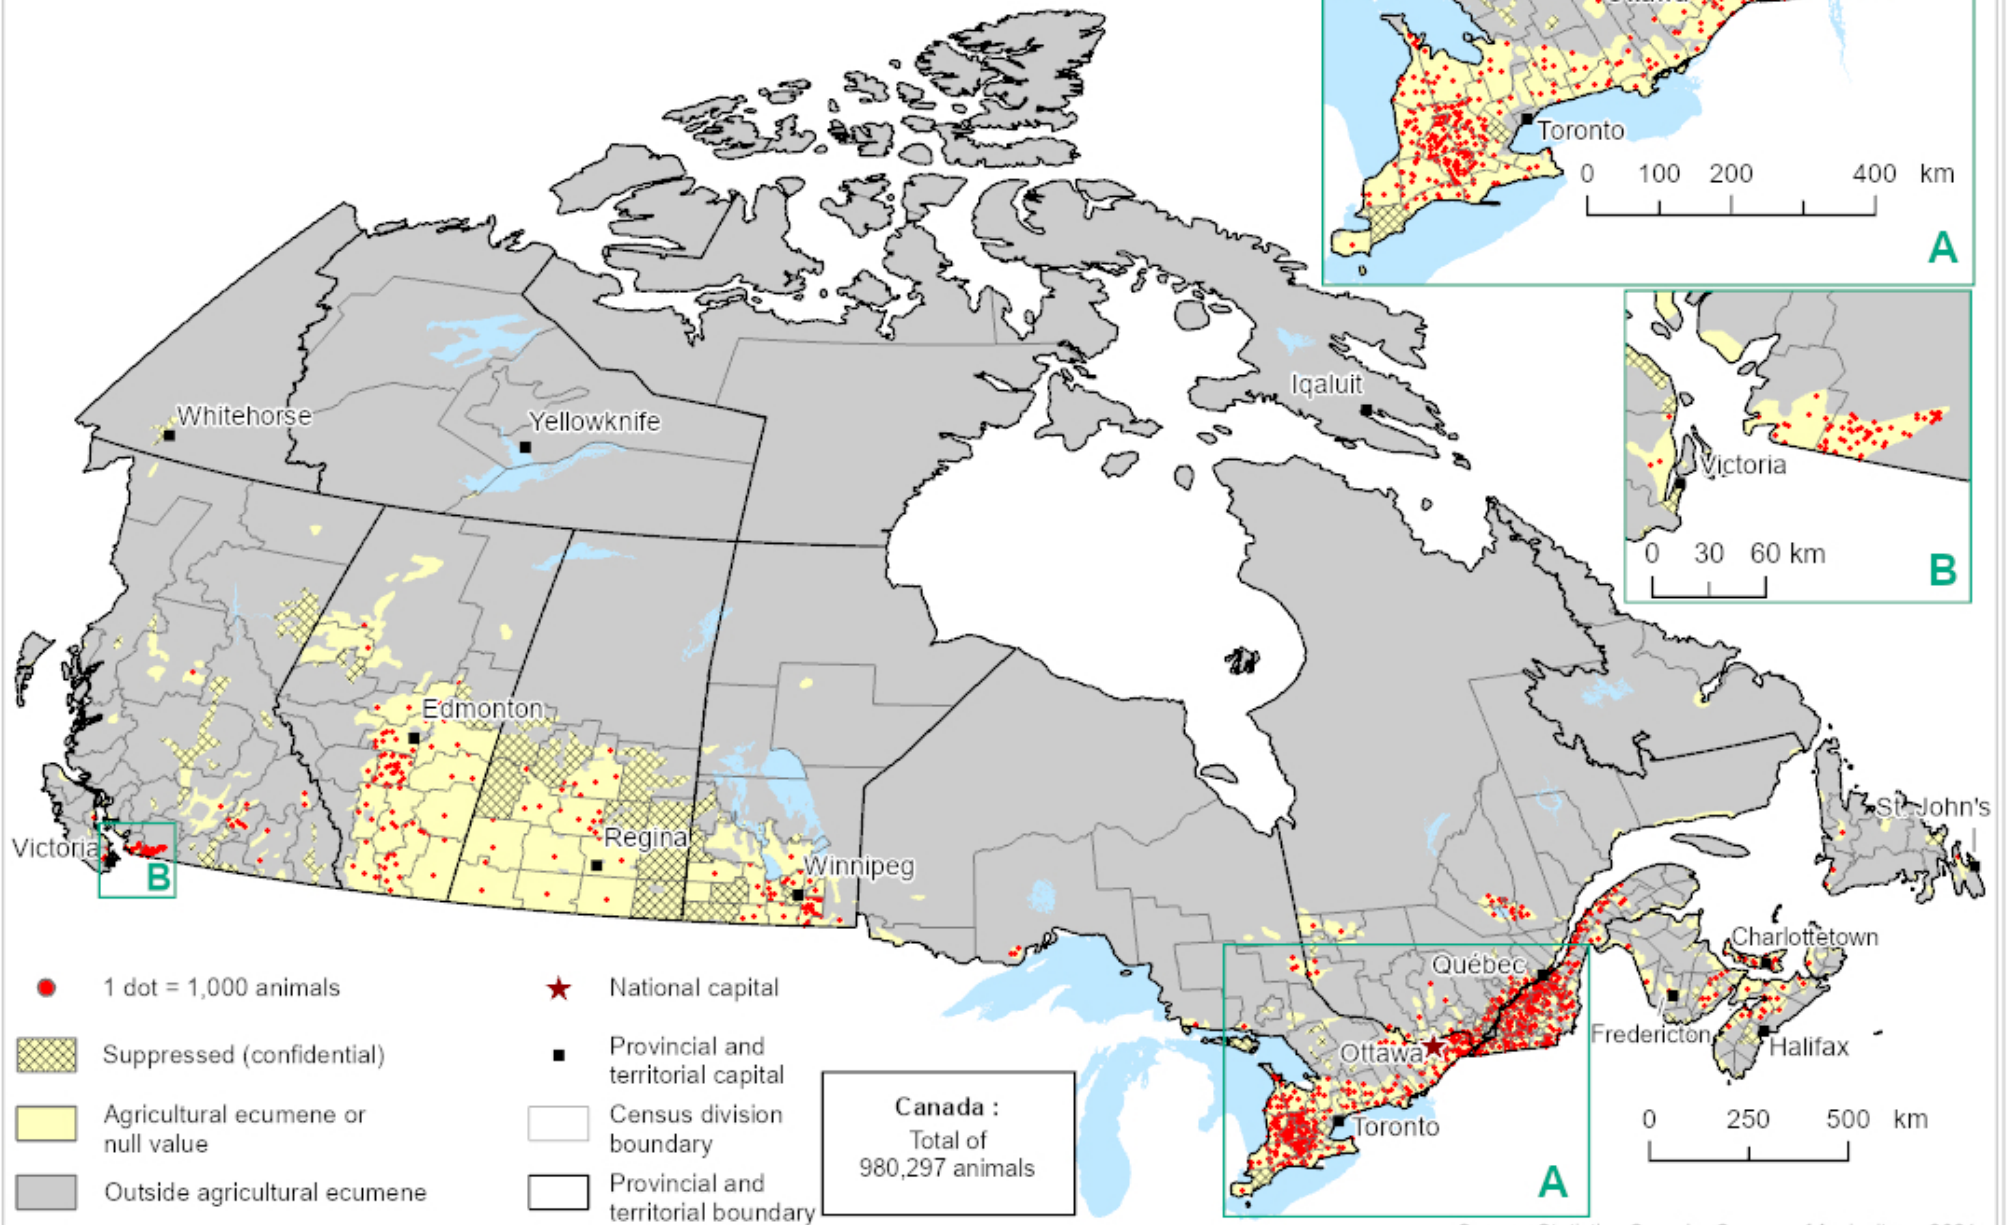 Toronto
0 100 200 400 km
A
Iqaluit
Whitehorse
Yellowknife
Victoria
0 30 60 km
B
Edmonton
Regina
Winnipeg
Victoria
B
St. John's
Charlottetown
Québec
Fredericton
Halifax
Ottawa
Toronto
A
0 250 500 km
1 dot = 1,000 animals
Suppressed (confidential)
Agricultural ecumene or
null value
Outside agricultural ecumene
National capital
Provincial and
territorial capital
Census division
boundary
Provincial and
territorial boundary
Canada :
Total of
980,297 animals